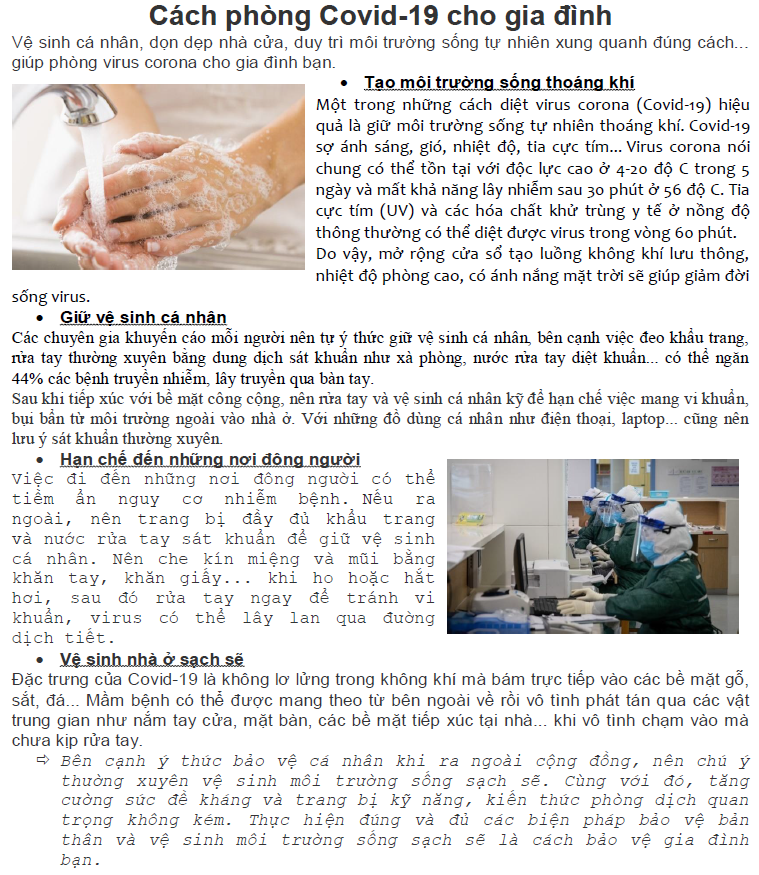 Cách phòng Covid-19 cho gia đình
Vệ sinh cá nhân, dọn dẹp nhà cửa, duy trì môi trường sống tự nhiên xung quanh đúng cách...
giúp phòng virus corona cho gia đình bạn.
• Tạo môi trường sống thoáng khí
Một trong những cách diệt virus corona (Covid-19) hiệu
quả là giữ môi trường sống tự nhiên thoáng khí. Covid-19
sợ ánh sáng, gió, nhiệt độ, tia cực tím... Virus corona nói
chung có thể tồn tại với độc lực cao ở 4-20 độ C trong 5
ngày và mất khả năng lây nhiễm sau 30 phút ở 56 độ C. Tia
cực tím (UV) và các hóa chất khử trùng y tế ở nồng độ
thông thường có thể diệt được virus trong vòng 60 phút.
Do vậy, mở rộng cửa sổ tạo luồng không khí lưu thông,
nhiệt độ phòng cao, có ánh nắng mặt trời sẽ giúp giảm đời
sống virus.
• Giữ vệ sinh cá nhân
Các chuyên gia khuyến cáo mỗi người nên tự ý thức giữ vệ sinh cá nhân, bên cạnh việc đeo khẩu trang,
rửa tay thường xuyên bằng dung dịch sát khuẩn như xà phòng, nước rửa tay diệt khuẩn... có thể ngăn
44% các bệnh truyền nhiễm, lây truyền qua bàn tay.
Sau khi tiếp xúc với bề mặt công cộng, nên rửa tay và vệ sinh cá nhân kỹ để hạn chế việc mang vi khuẩn,
bụi bẩn từ môi trường ngoài vào nhà ở. Với những đồ dùng cá nhân như điện thoại, laptop... cũng nên
lưu ý sát khuẩn thường xuyên.
• Hạn chế đến những nơi đông người
Việc đi đến những nơi đông người có thể
tiềm ẩn nguy cơ nhiễm bệnh. Nếu ra
ngoài, nên trang bị đầy đủ khẩu trang
và nước rửa tay sát khuẩn để giữ vệ sinh
cá nhân. Nên che kín miệng và mũi bằng
khăn tay, khăn giấy... khi ho hoặc hắt
hơi, sau đó rửa tay ngay để tránh vi
khuẩn, virus có thể lây lan qua đường
dịch tiết.
• Vệ sinh nhà ở sạch sẽ
Đặc trưng của Covid-19 là không lơ lửng trong không khí mà bám trực tiếp vào các bề mặt gỗ,
sắt, đá... Mầm bệnh có thể được mang theo từ bên ngoài về rồi vô tình phát tán qua các vật
trung gian như nắm tay cửa, mặt bàn, các bề mặt tiếp xúc tại nhà... khi vô tình chạm vào mà
chưa kịp rửa tay.
⇨ Bên cạnh ý thức bảo vệ cá nhân khi ra ngoài cộng đồng, nên chú ý
thường xuyên vệ sinh môi trường sống sạch sẽ. Cùng với đó, tăng
cường sức đề kháng và trang bị kỹ năng, kiến thức phòng dịch quan
trọng không kém. Thực hiện đúng và đủ các biện pháp bảo vệ bản
thân và vệ sinh môi trường sống sạch sẽ là cách bảo vệ gia đình
bạn.